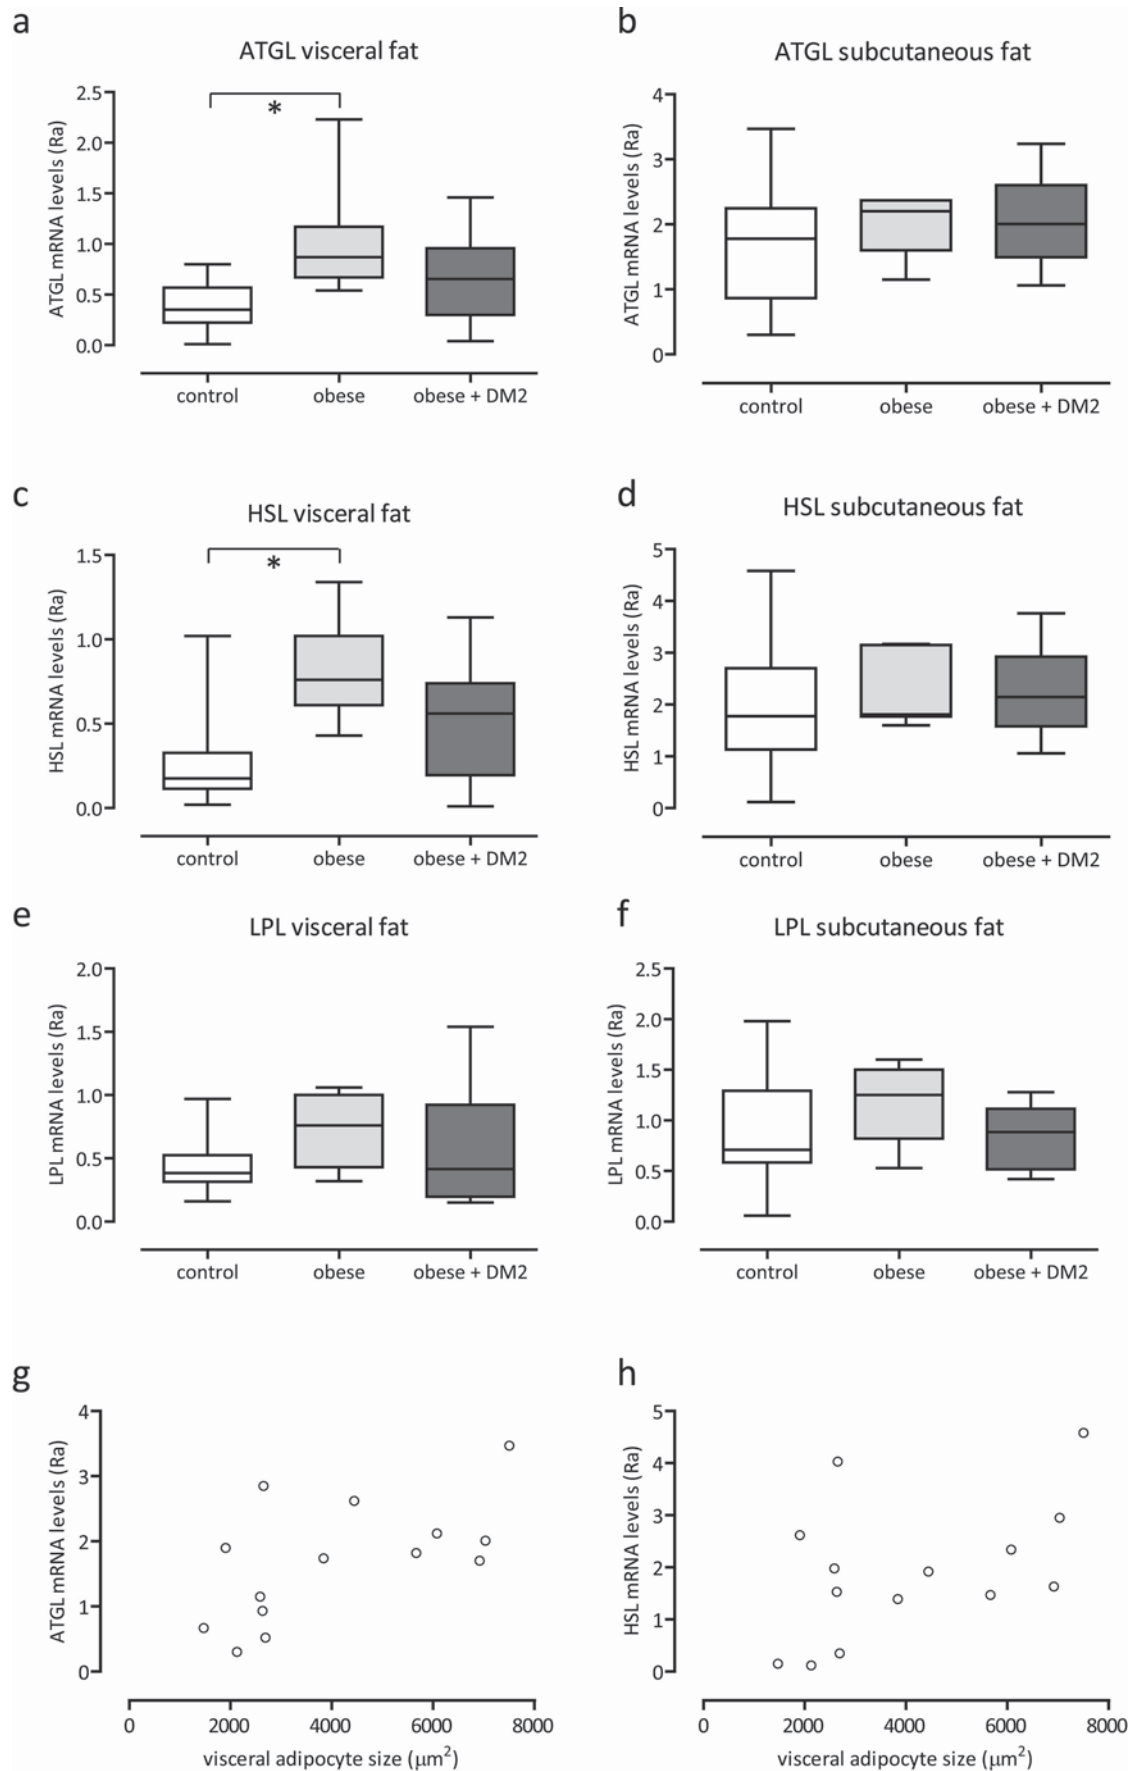 a
ATGL visceral fat
ATGL mRNA levels (Ra)
2.5
2.0
1.5
1.0
0.5
0.0
*
control obese obese + DM2
b
ATGL subcutaneous fat
ATGL mRNA levels (Ra)
4
3
2
1
0
control obese obese + DM2
c
HSL visceral fat
HSL mRNA levels (Ra)
1.5
1.0
0.5
0.0
*
control obese obese + DM2
d
HSL subcutaneous fat
HSL mRNA levels (Ra)
5
4
3
2
1
0
control obese obese + DM2
e
LPL visceral fat
LPL mRNA levels (Ra)
2.0
1.5
1.0
0.5
0.0
control obese obese + DM2
f
LPL subcutaneous fat
LPL mRNA levels (Ra)
2.5
2.0
1.5
1.0
0.5
0.0
control obese obese + DM2
g
ATGL mRNA levels (Ra)
4
3
2
1
0
0 2000 4000 6000 8000
visceral adipocyte size (μm²)
h
HSL mRNA levels (Ra)
5
4
3
2
1
0
0 2000 4000 6000 8000
visceral adipocyte size (μm²)